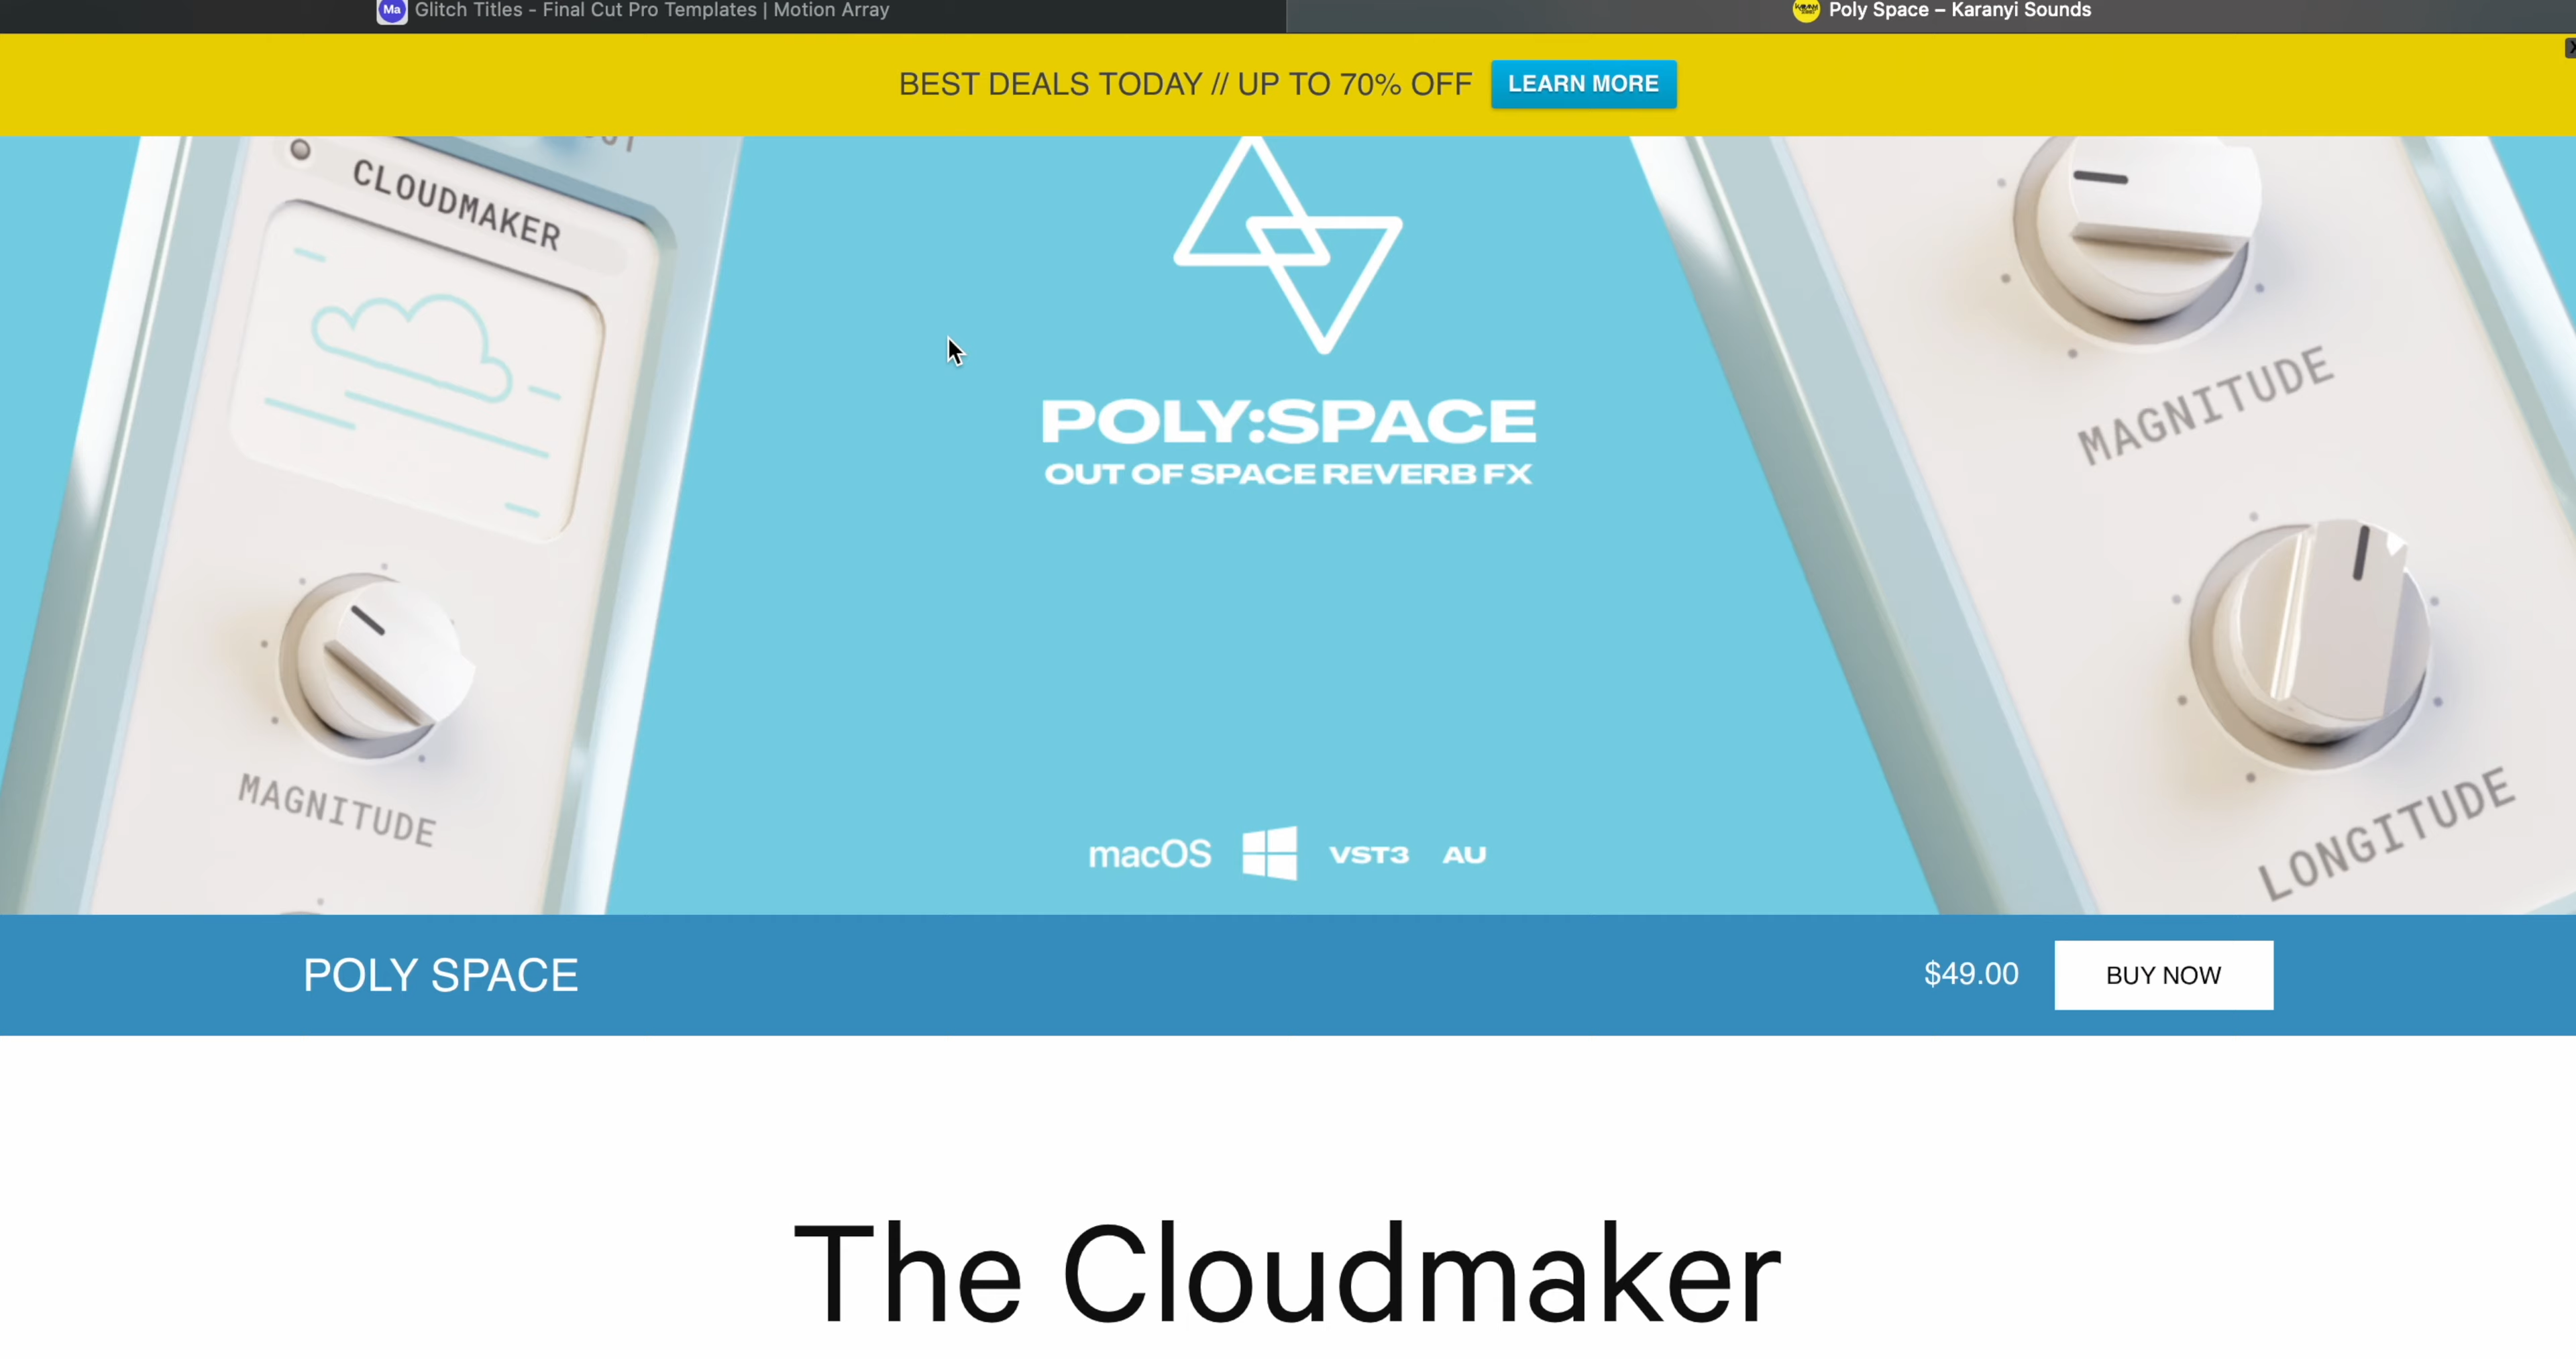 Ma Glitch Titles - Final Cut Pro Templates | Motion Array
Poly Space – Karanyi Sounds
BEST DEALS TODAY // UP TO 70% OFF LEARN MORE
X
CLOUDMAKER
MAGNITUDE
POLY:SPACE
OUT OF SPACE REVERB FX
macOS VST3 AU
MAGNITUDE
LONGITUDE
POLY SPACE
$49.00 BUY NOW
The Cloudmaker